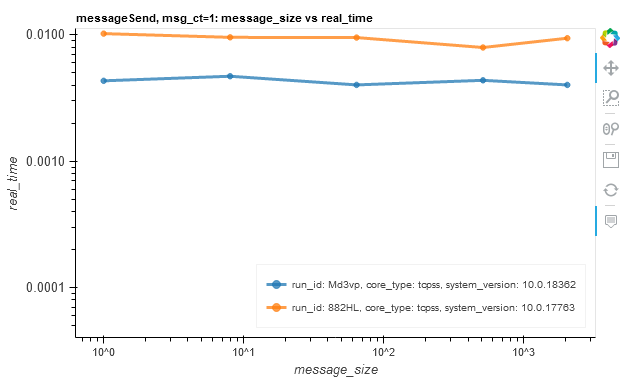 messageSend, msg_ct=1: message_size vs real_time
0.0100
0.0010
0.0001
real_time
run_id: Md3vp, core_type: tcpss, system_version: 10.0.18362
run_id: 882HL, core_type: tcpss, system_version: 10.0.17763
10^0 10^1 10^2 10^3
message_size